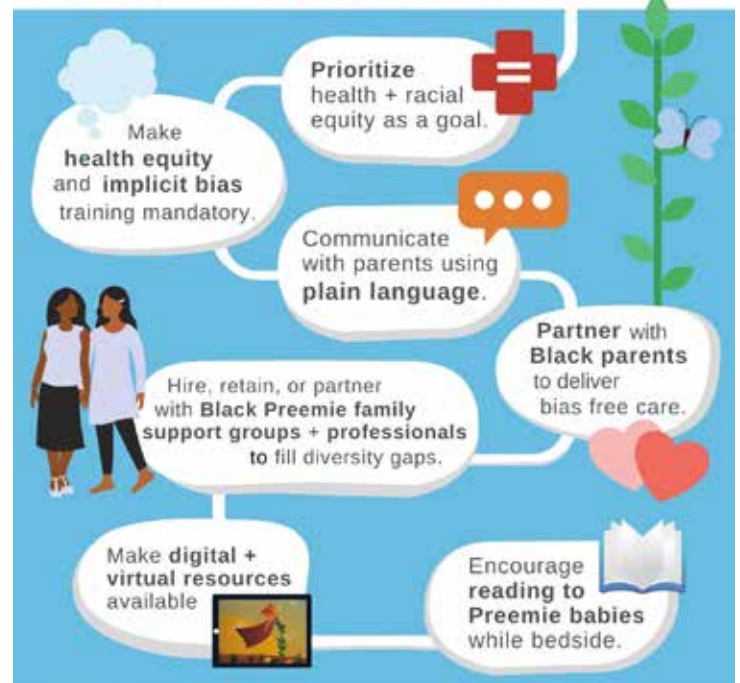 Prioritize
health + racial
equity as a goal.
Make
health equity
and implicit bias
training mandatory.
Communicate
with parents using
plain language.
Partner with
Black parents
to deliver
bias free care.
Hire, retain, or partner
with Black Preemie family
support groups + professionals
to fill diversity gaps.
Make digital +
virtual resources
available
Encourage
reading to
Preemie babies
while bedside.